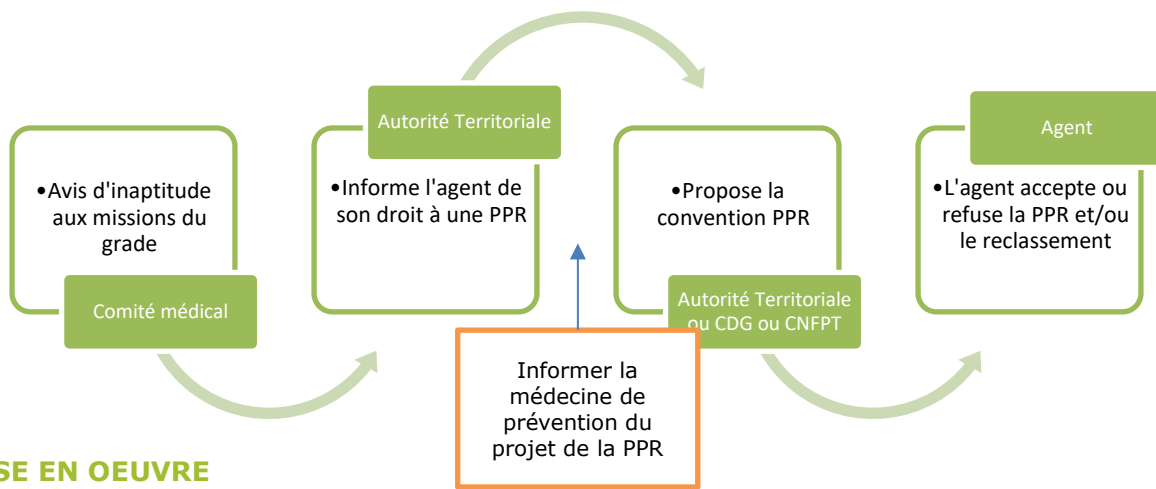 •Avis d'inaptitude
aux missions du
grade
Comité médical
Autorité Territoriale
•Informe l'agent de
son droit à une PPR
Informer la
médecine de
prévention du
projet de la PPR
•Propose la
convention PPR
Autorité Territoriale
ou CDG ou CNFPT
Agent
•L'agent accepte ou
refuse la PPR et/ou
le reclassement
SE EN OEUVRE